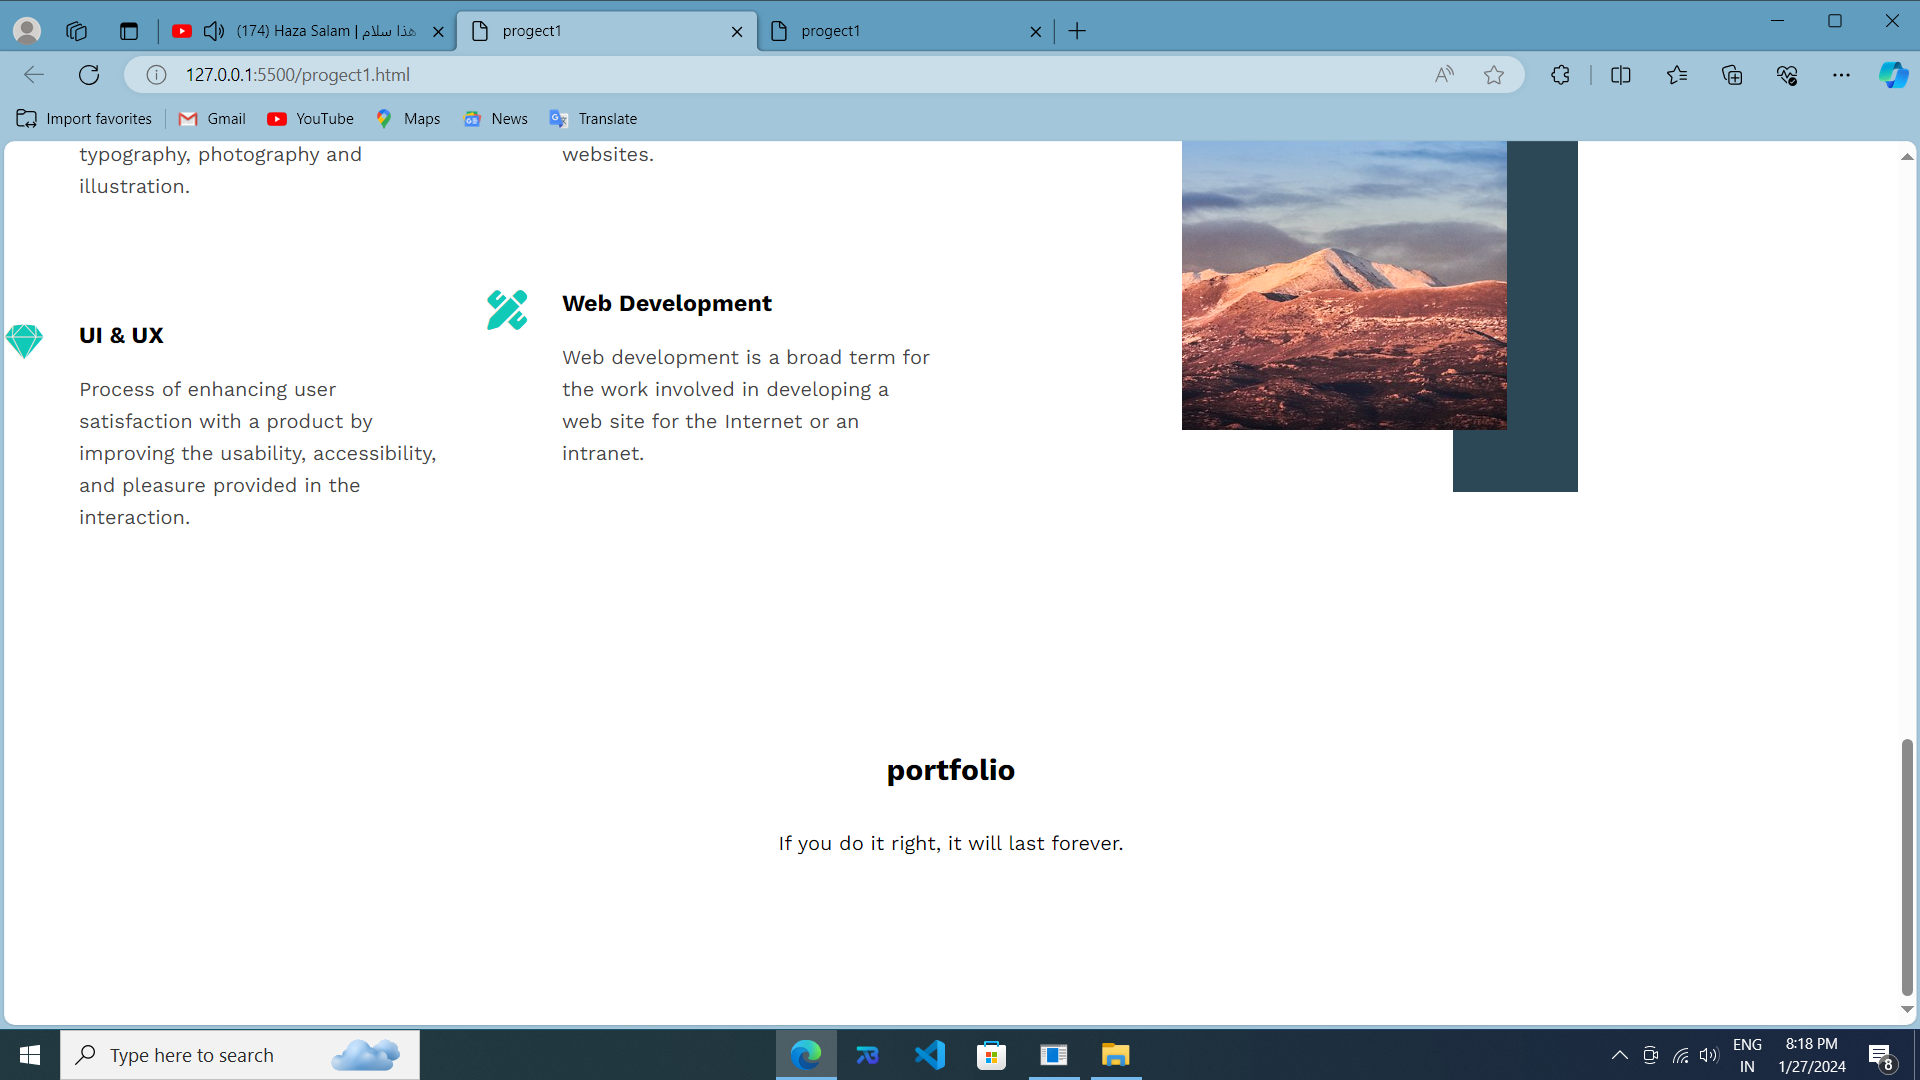 (174) Haza Salam | هذا سلام
progect1
progect1
127.0.0.1:5500/progect1.html
Import favorites
Gmail
YouTube
Maps
News
Translate
typography, photography and
illustration.
websites.
UI & UX
Process of enhancing user
satisfaction with a product by
improving the usability, accessibility,
and pleasure provided in the
interaction.
Web Development
Web development is a broad term for
the work involved in developing a
web site for the Internet or an
intranet.
portfolio
If you do it right, it will last forever.
Type here to search
ENG
IN
8:18 PM
1/27/2024
8